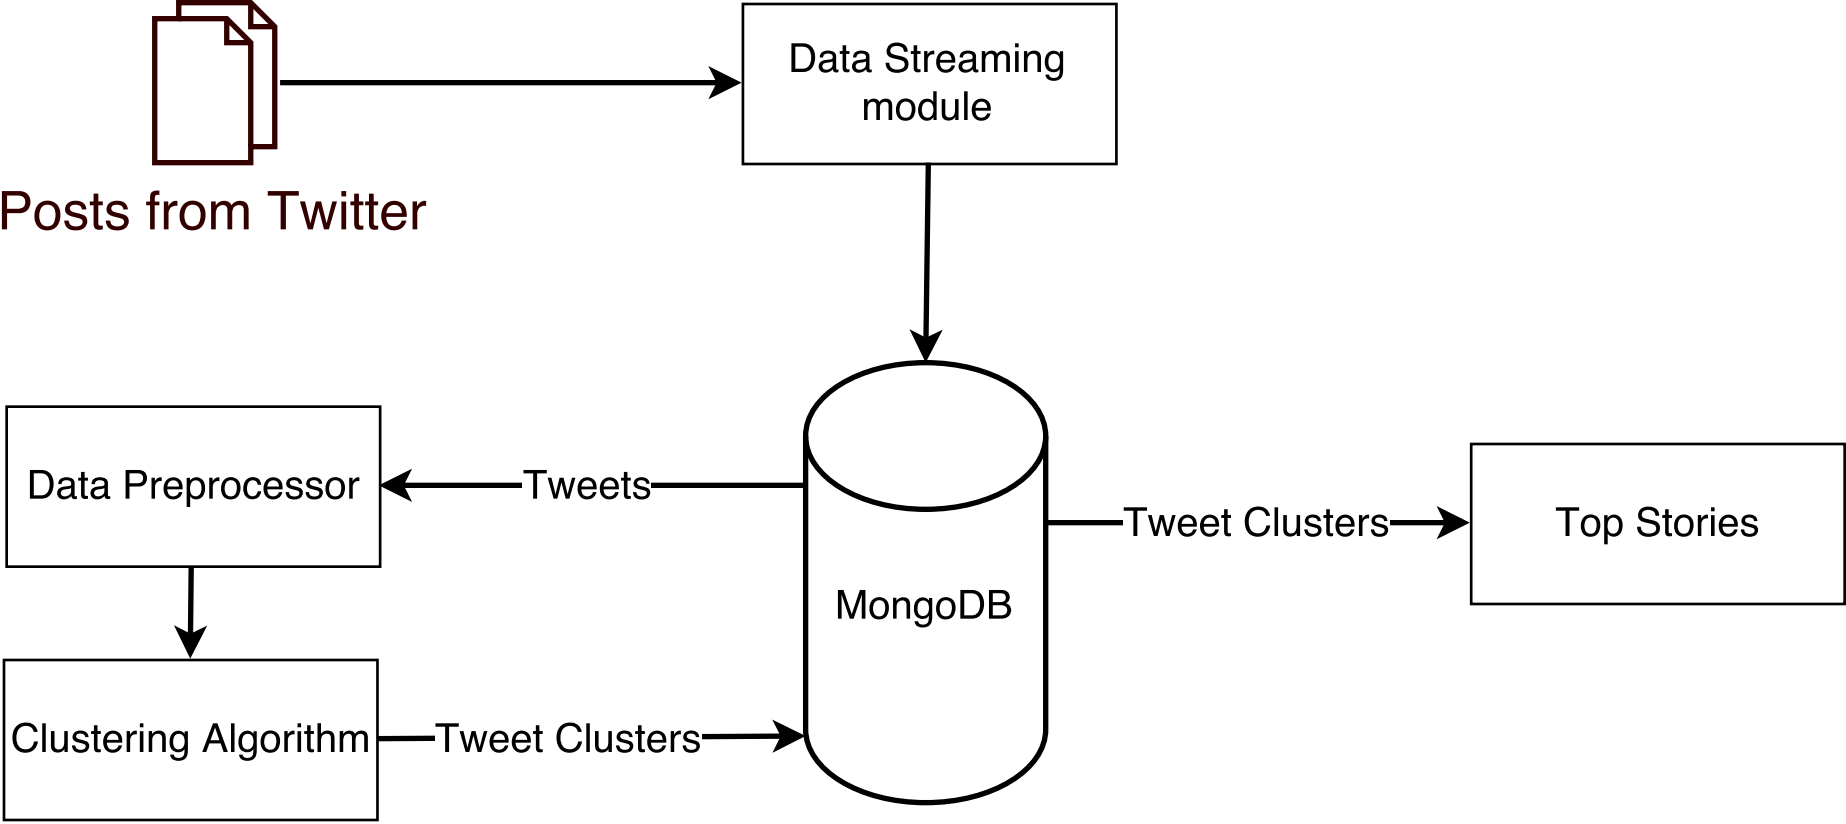 Data Streaming
module
Posts from Twitter
Data Preprocessor
Tweets
Tweet Clusters
Top Stories
MongoDB
Clustering Algorithm
Tweet Clusters